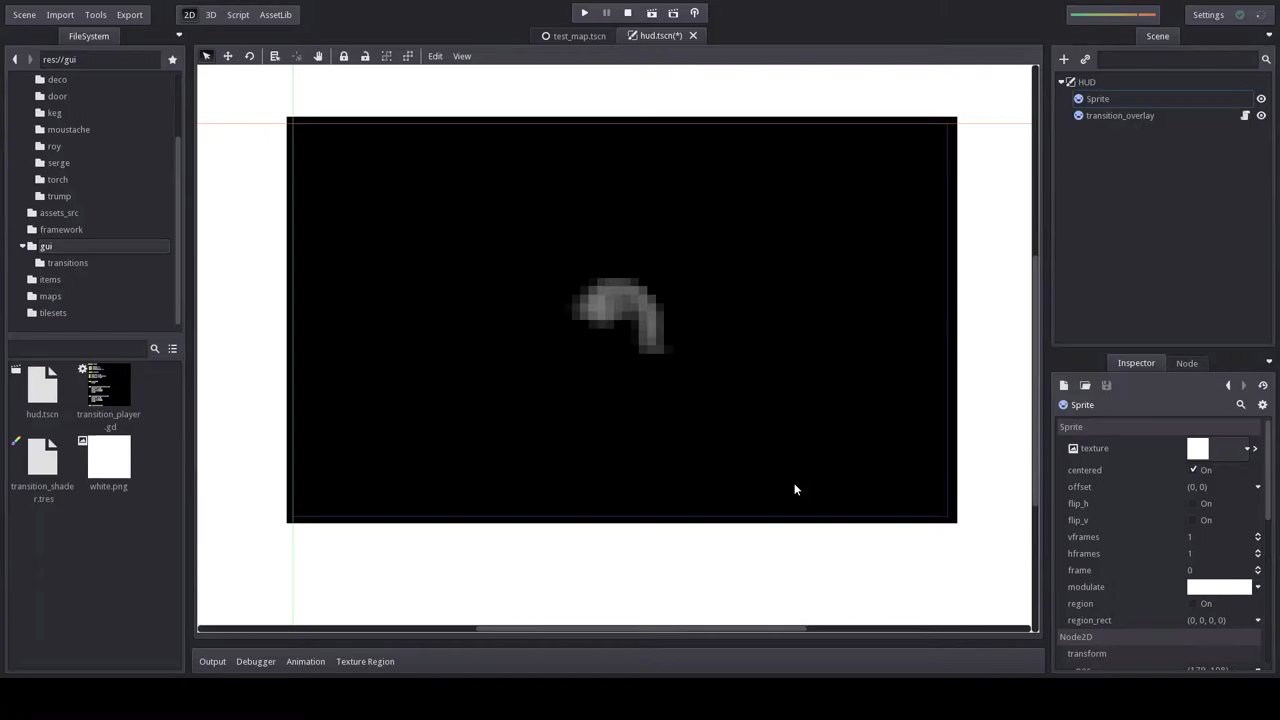 Scene Import Tools Export 2D 3D Script AssetLib Settings
FileSystem test_map.tscn hud.tscn(*) Scene
res://gui Edit View
deco
door
keg
moustache
roy
serge
torch
trump
assets_src
framework
gui
transitions
items
maps
tilesets
hud.tscn
transition_player
.gd
transition_shade
r.tres
white.png
Output Debugger Animation Texture Region
HUD
Sprite
transition_overlay
Inspector Node
Sprite
Sprite
texture
centered On
offset (0, 0)
flip_h On
flip_v On
vframes 1
hframes 1
frame 0
modulate
region On
region_rect (0, 0, 0, 0)
Node2D
transform